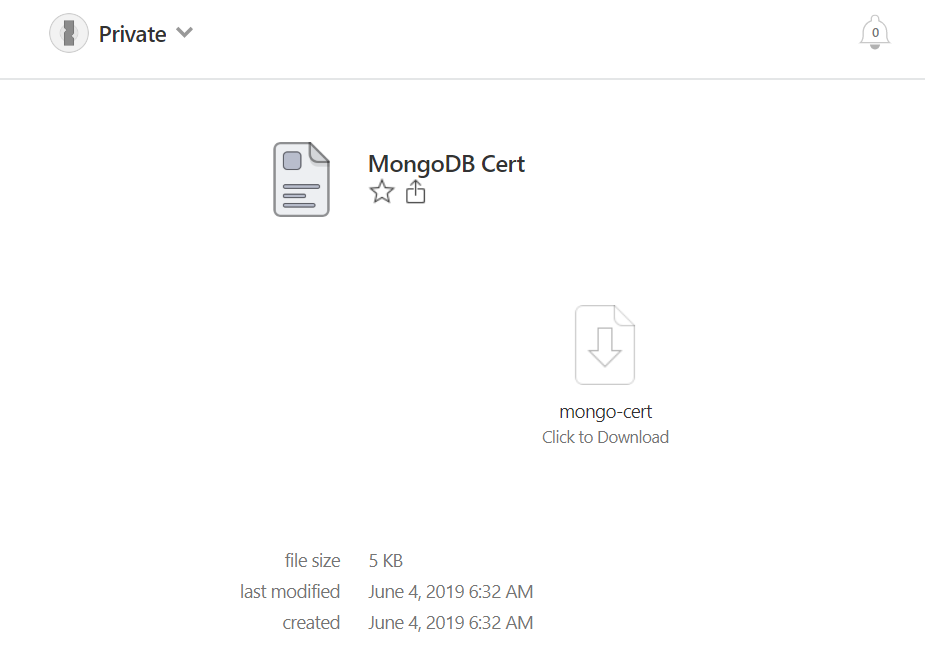 Private
0
MongoDB Cert
mongo-cert
Click to Download
file size 5 KB
last modified June 4, 2019 6:32 AM
created June 4, 2019 6:32 AM